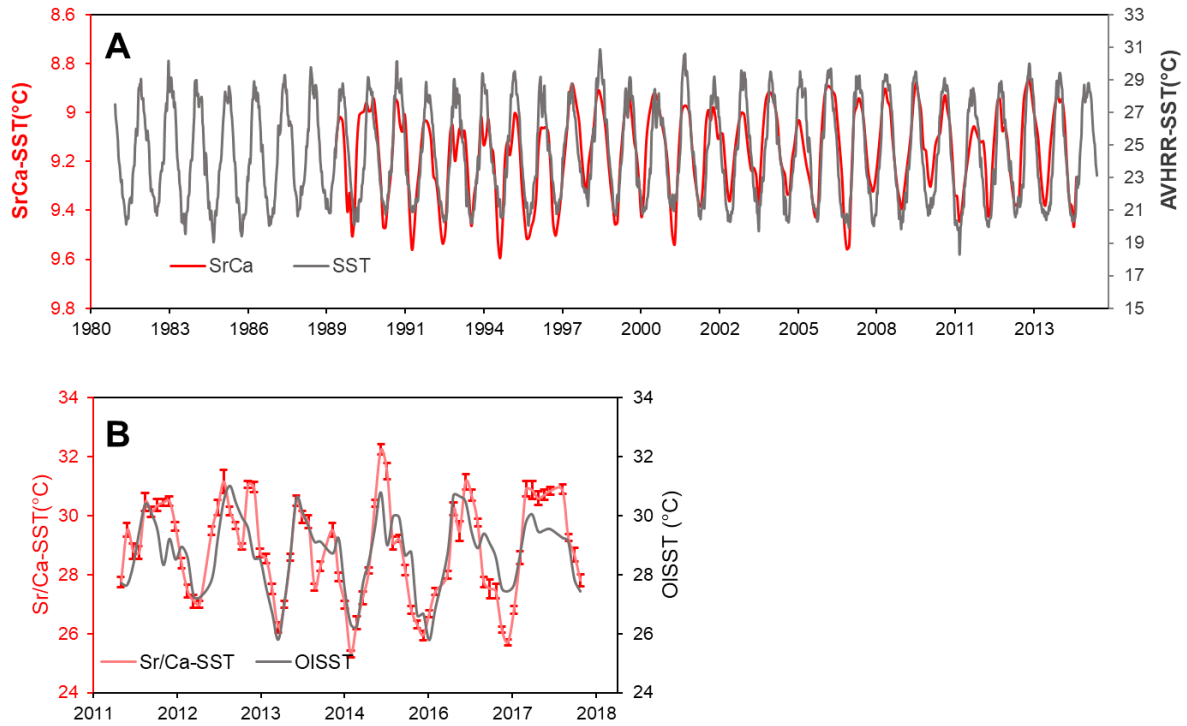 A
SrCa-SST(°C)
8.6
8.8
9
9.2
9.4
9.6
9.8
AVHRR-SST(°C)
33
31
29
27
25
23
21
19
17
15
SrCa SST
1980 1983 1986 1989 1991 1994 1997 2000 2002 2005 2008 2011 2013
B
Sr/Ca-SST(°C)
34
32
30
28
26
24
OISST (°C)
34
32
30
28
26
24
Sr/Ca-SST OISST
2011 2012 2013 2014 2015 2016 2017 2018